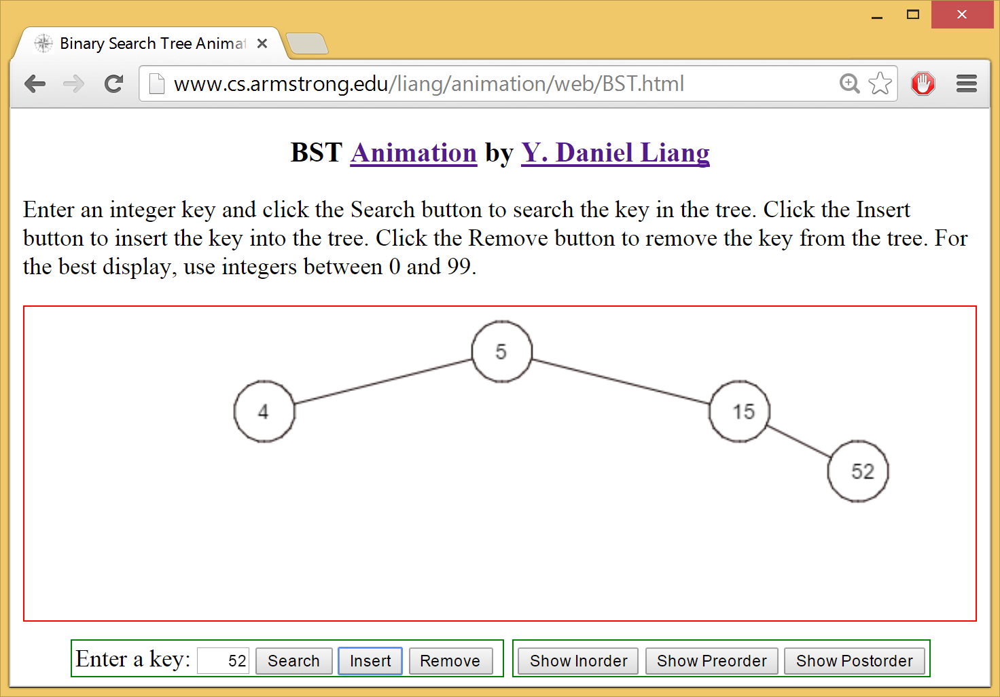 Binary Search Tree Anima
www.cs.armstrong.edu/liang/animation/web/BST.html
BST Animation by Y. Daniel Liang
Enter an integer key and click the Search button to search the key in the tree. Click the Insert
button to insert the key into the tree. Click the Remove button to remove the key from the tree. For
the best display, use integers between 0 and 99.
5
4
15
52
Enter a key: 52 Search Insert Remove Show Inorder Show Preorder Show Postorder